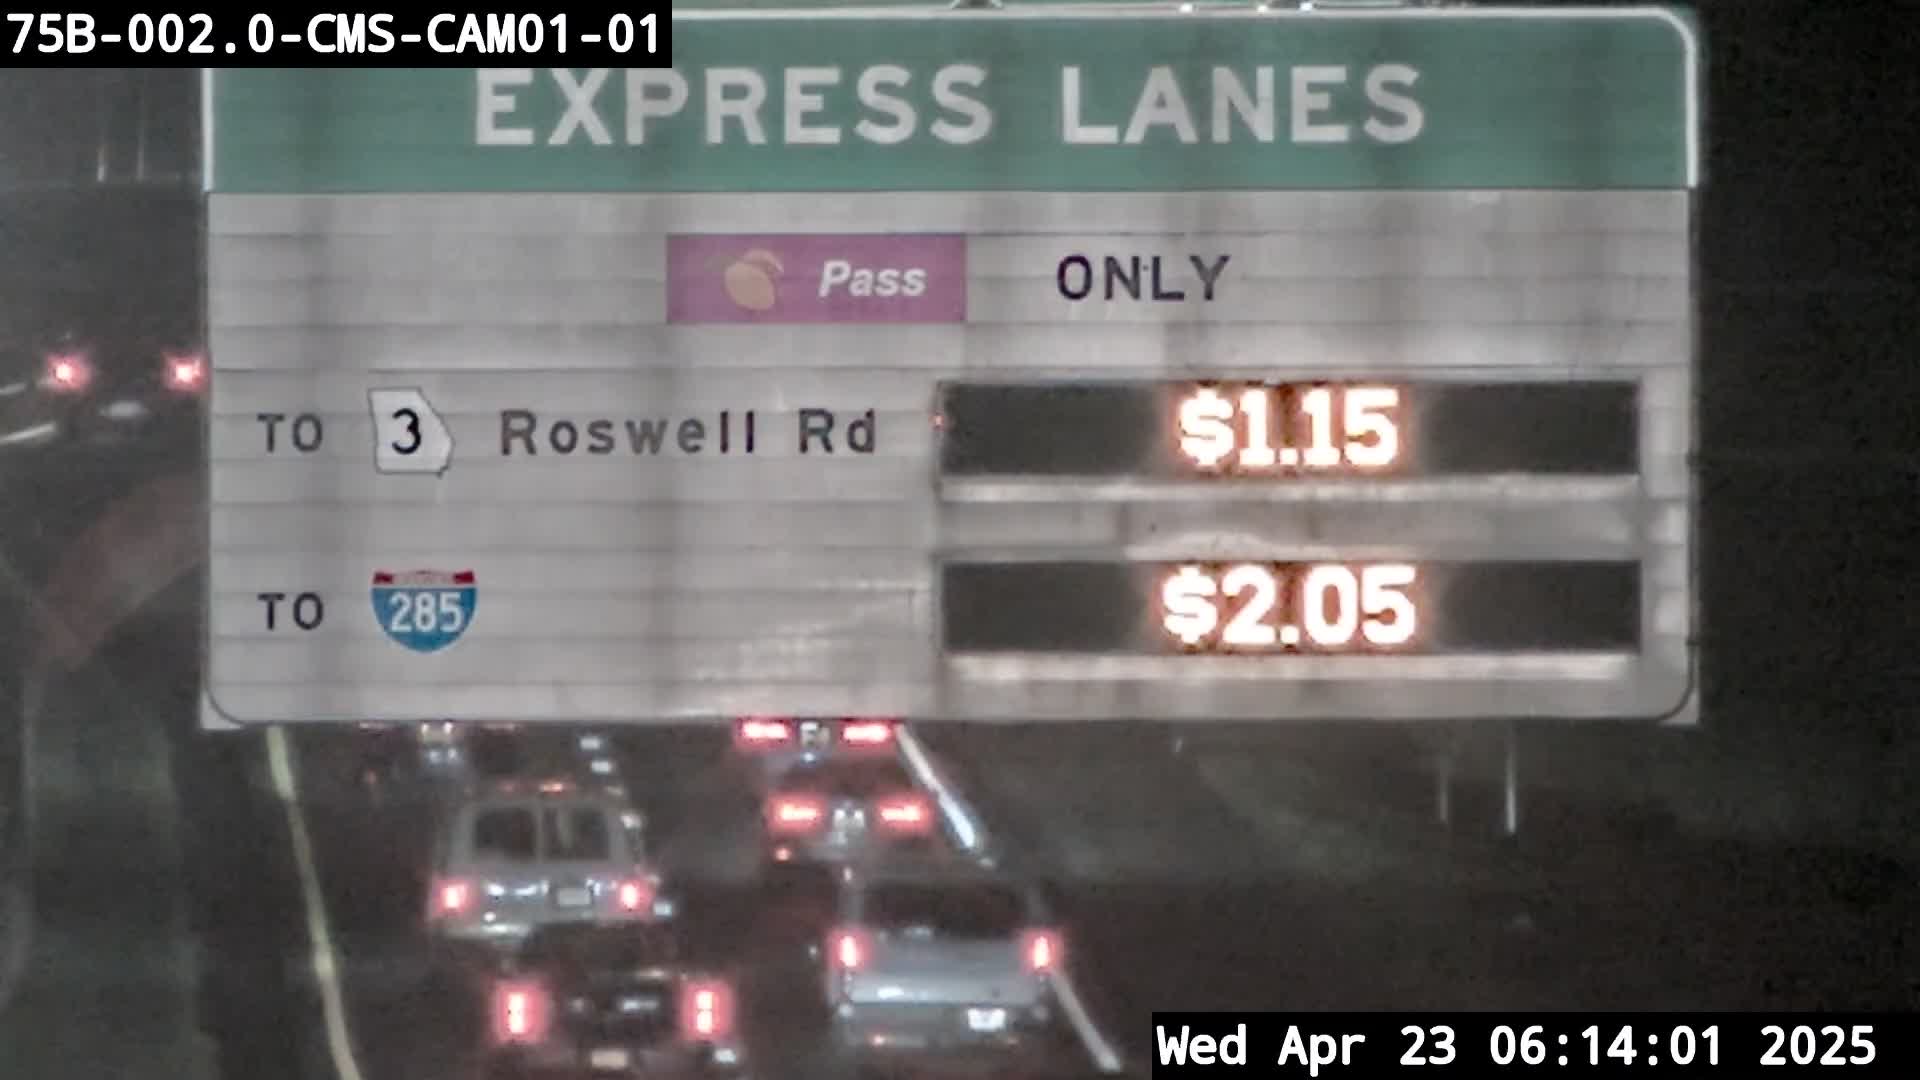 75B-002.0-CMS-CAM01-01
EXPRESS LANES
Pass ONLY
TO 3 Roswell Rd $1.15
TO 285 $2.05
Wed Apr 23 06:14:01 2025